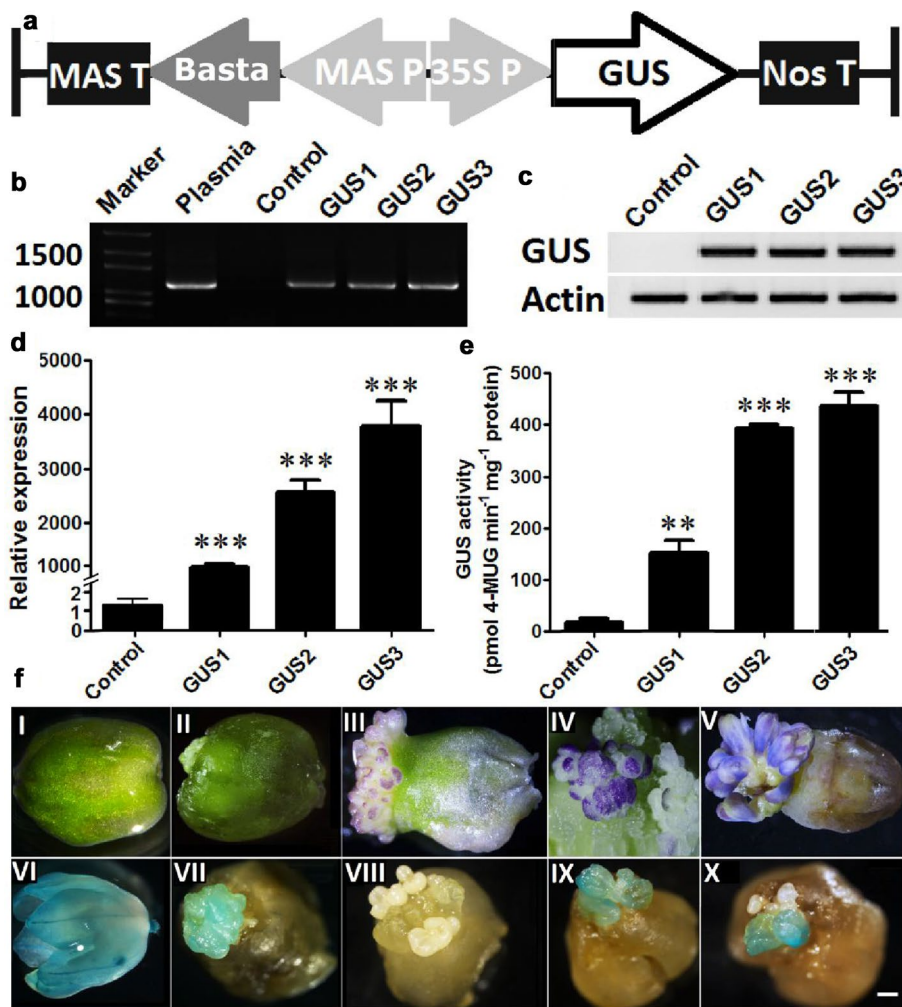 a
MAS T Basta MAS P 35S P GUS Nos T
b
Marker Plasmia Control GUS1 GUS2 GUS3
1500
1000
c
Control GUS1 GUS2 GUS3
GUS
Actin
d
Relative expression
5000
4000
3000
2000
1000
2
1
0
*** *** ***
Control GUS1 GUS2 GUS3
e
GUS activity
(pmol 4-MUG min-1 mg-1 protein)
500
400
300
200
100
0
** *** ***
Control GUS1 GUS2 GUS3
f
I II III IV V
VI VII VIII IX X